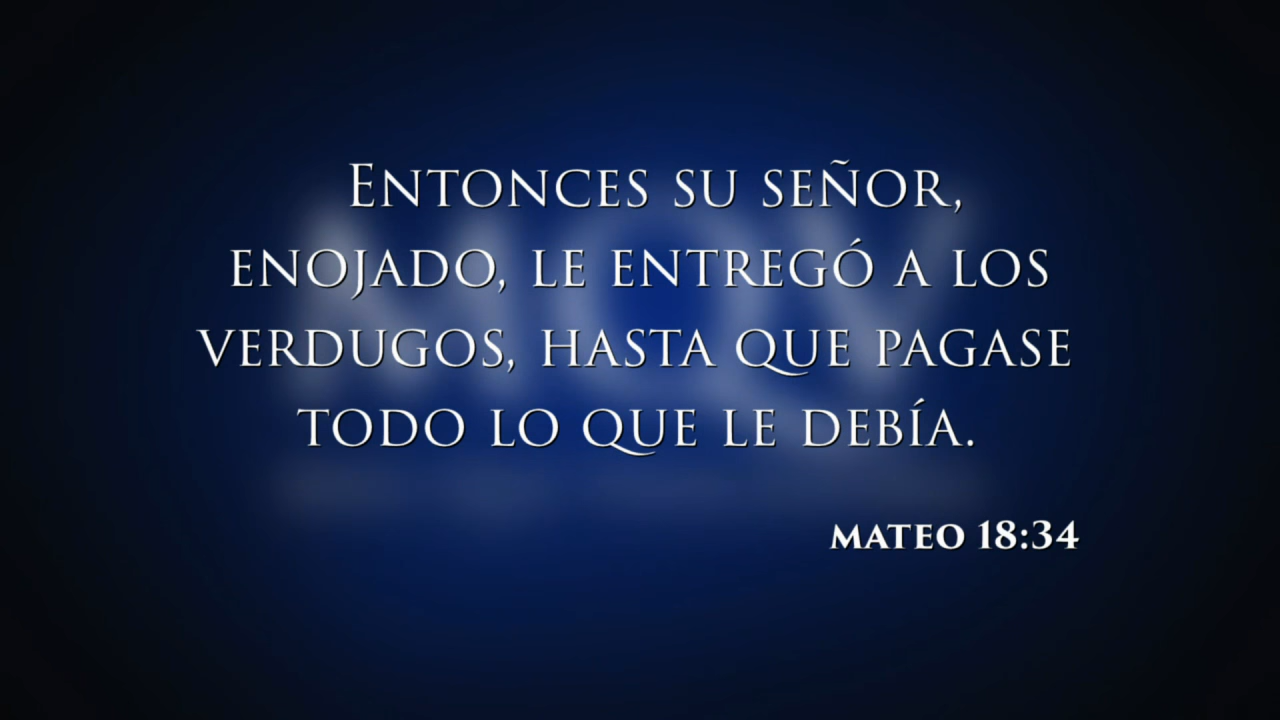 Entonces su señor,
enojado, le entregó a los
verdugos, hasta que pagase
todo lo que le debía.
Mateo 18:34